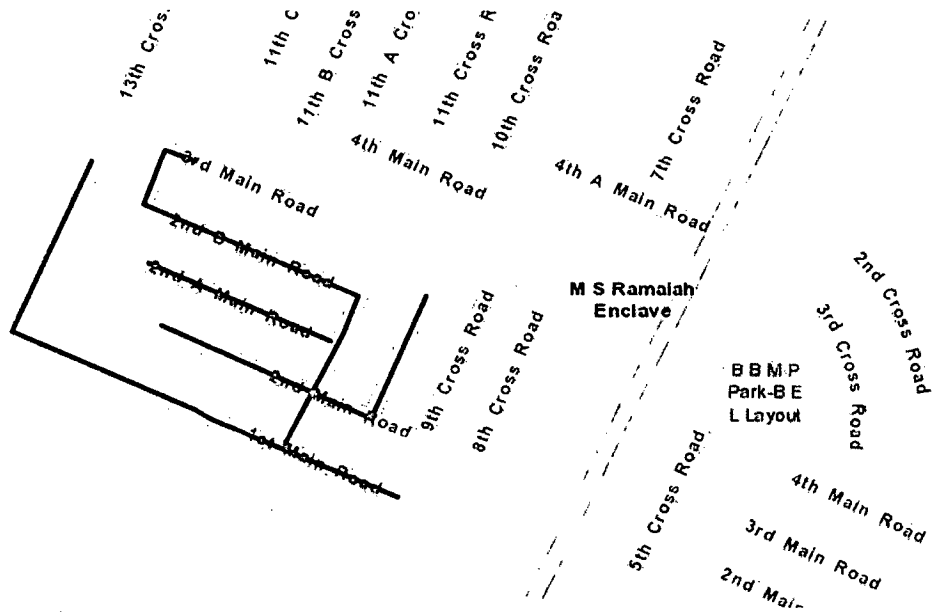 13th Cros
11th C
11th B Cross
11th A Cro
11th Cross R
10th Cross Roa
7th Cross Road
4th Main Road
4th A Main Road
3rd Main Road
2nd B Main Road
2nd A Main Road
2nd Main Road
1st Main Road
9th Cross Road
8th Cross Road
M S Ramaiah
Enclave
2nd Cross Road
3rd Cross Road
B B M P
Park-B E
L Layout
5th Cross Road
4th Main Road
3rd Main Road
2nd Main